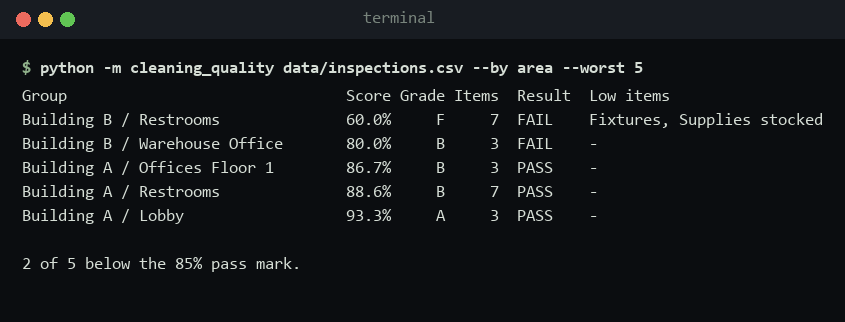 terminal
$ python -m cleaning_quality data/inspections.csv --by area --worst 5
Group Score Grade Items Result Low items
Building B / Restrooms 60.0% F 7 FAIL Fixtures, Supplies stocked
Building B / Warehouse Office 80.0% B 3 FAIL -
Building A / Offices Floor 1 86.7% B 3 PASS -
Building A / Restrooms 88.6% B 7 PASS -
Building A / Lobby 93.3% A 3 PASS -
2 of 5 below the 85% pass mark.